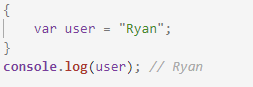 {
    var user = "Ryan";
}
console.log(user); // Ryan